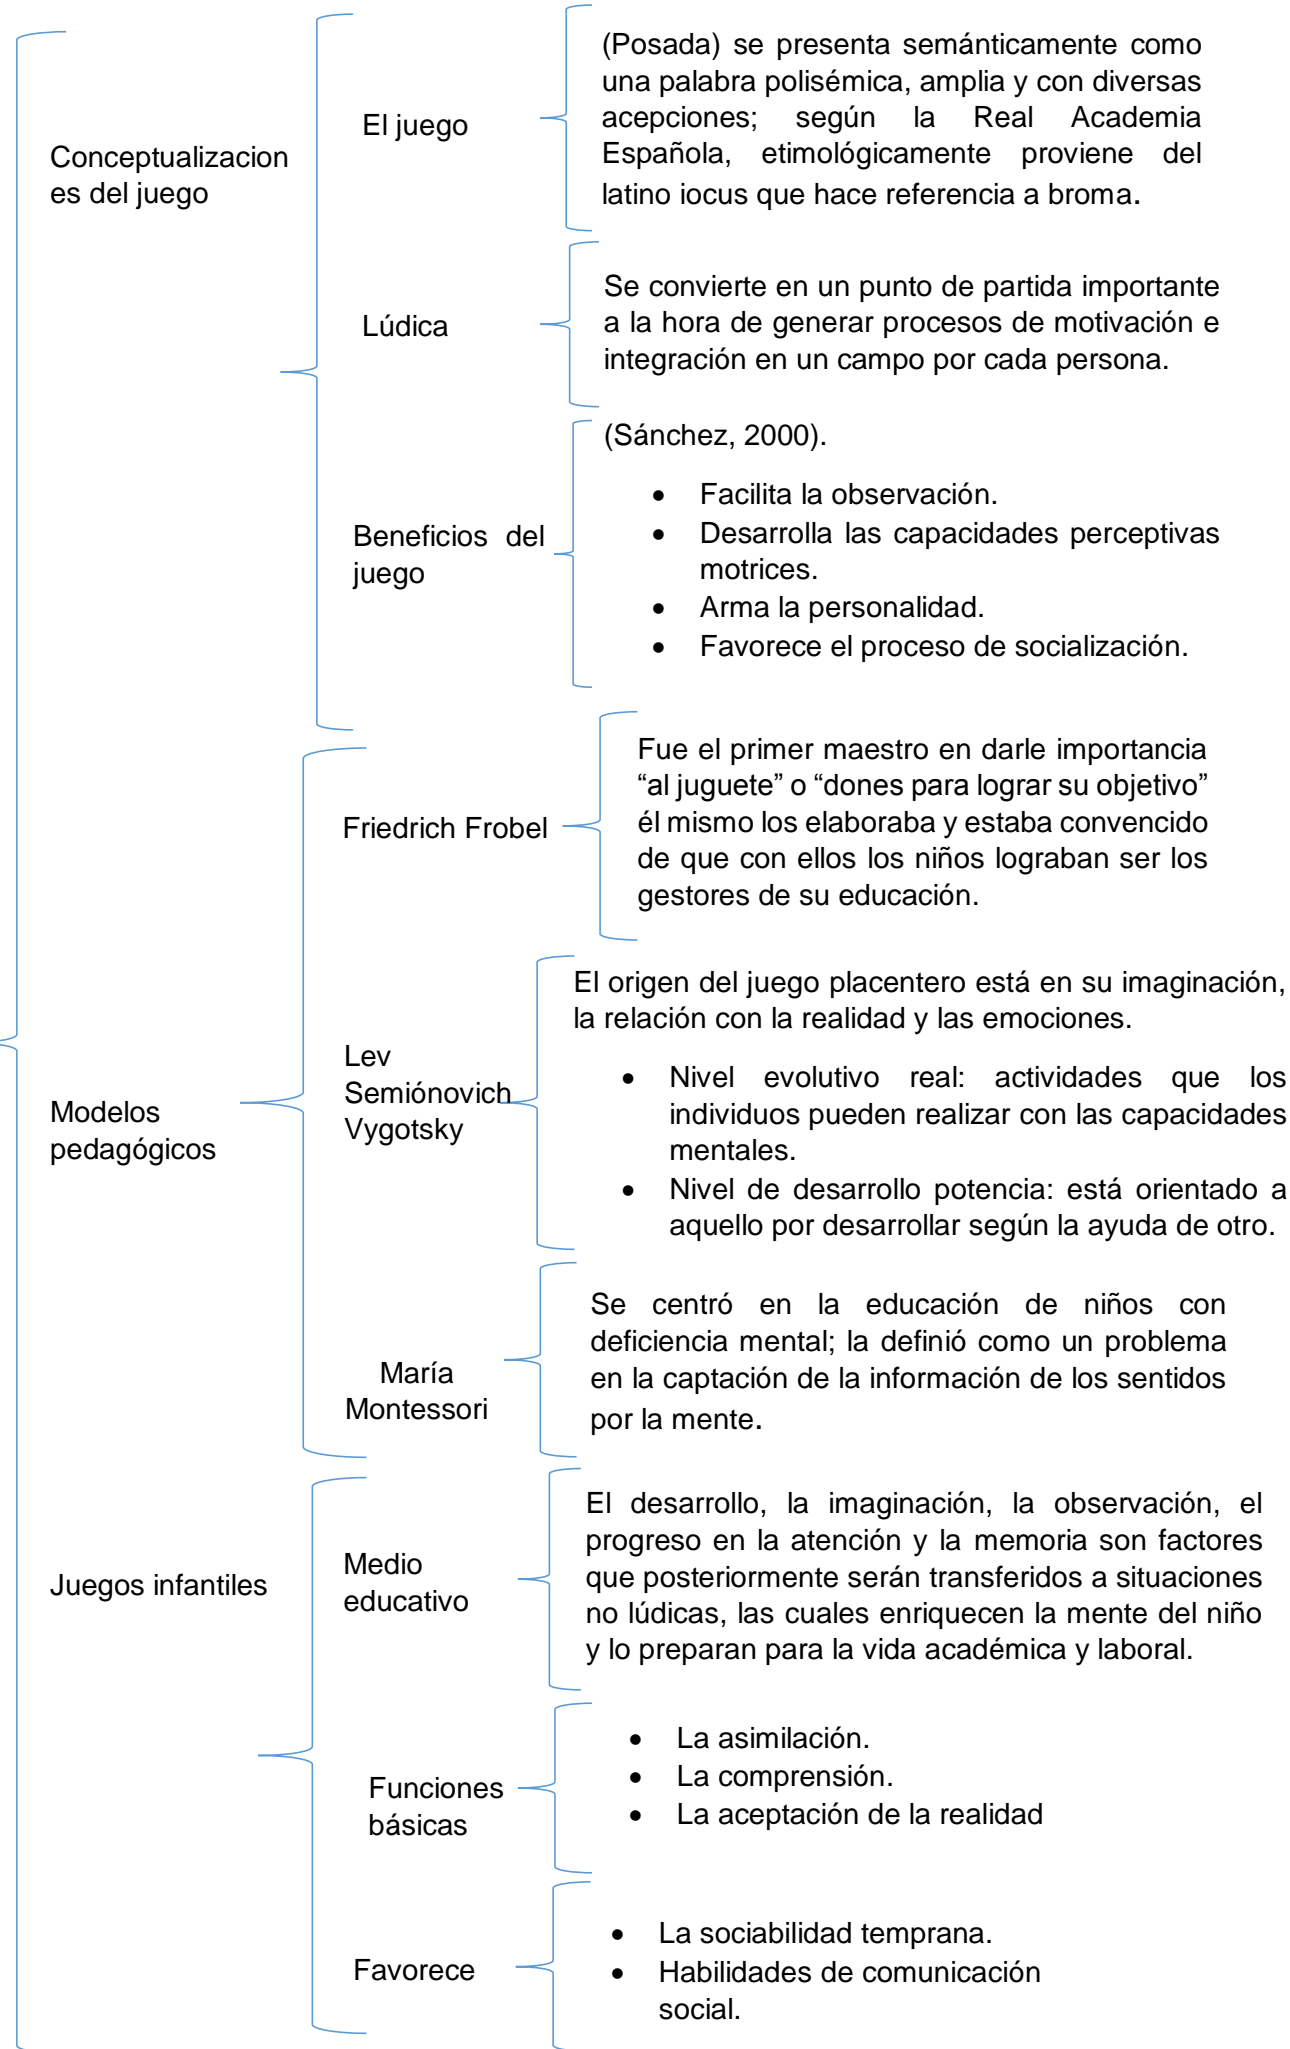 Conceptualizacion
es del juego
El juego
(Posada) se presenta semánticamente como
una palabra polisémica, amplia y con diversas
acepciones; según la Real Academia
Española, etimológicamente proviene del
latino iocus que hace referencia a broma.
Lúdica
Se convierte en un punto de partida importante
a la hora de generar procesos de motivación e
integración en un campo por cada persona.
Beneficios del
juego
(Sánchez, 2000).
• Facilita la observación.
• Desarrolla las capacidades perceptivas
motrices.
• Arma la personalidad.
• Favorece el proceso de socialización.
Modelos
pedagógicos
Friedrich Frobel
Fue el primer maestro en darle importancia
“al juguete” o “dones para lograr su objetivo”
él mismo los elaboraba y estaba convencido
de que con ellos los niños lograban ser los
gestores de su educación.
Lev
Semiónovich
Vygotsky
El origen del juego placentero está en su imaginación,
la relación con la realidad y las emociones.
• Nivel evolutivo real: actividades que los
individuos pueden realizar con las capacidades
mentales.
• Nivel de desarrollo potencia: está orientado a
aquello por desarrollar según la ayuda de otro.
María
Montessori
Se centró en la educación de niños con
deficiencia mental; la definió como un problema
en la captación de la información de los sentidos
por la mente.
Juegos infantiles
Medio
educativo
El desarrollo, la imaginación, la observación, el
progreso en la atención y la memoria son factores
que posteriormente serán transferidos a situaciones
no lúdicas, las cuales enriquecen la mente del niño
y lo preparan para la vida académica y laboral.
Funciones
básicas
• La asimilación.
• La comprensión.
• La aceptación de la realidad
Favorece
• La sociabilidad temprana.
• Habilidades de comunicación
social.